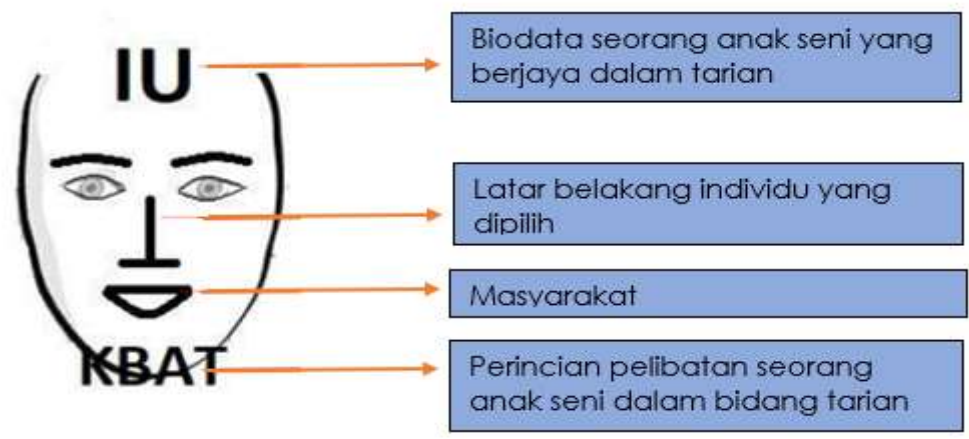 IU
Biodata seorang anak seni yang
berjaya dalam tarian
Latar belakang individu yang
dipilih
Masyarakat
KBAT
Perincian pelibatan seorang
anak seni dalam bidang tarian